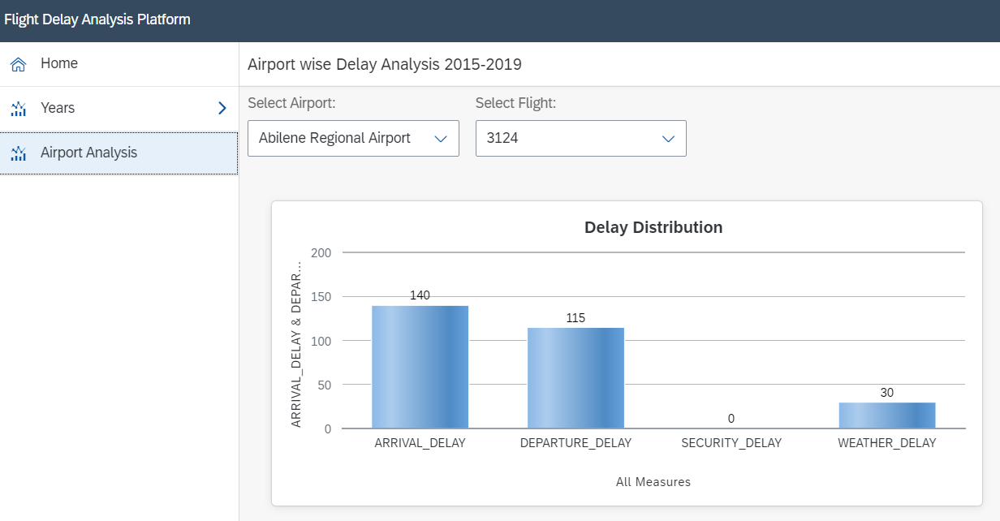 Flight Delay Analysis Platform
Home
Years
Airport Analysis
Airport wise Delay Analysis 2015-2019
Select Airport:
Select Flight:
Abilene Regional Airport
3124
Delay Distribution
ARRIVAL_DELAY & DEPAR...
200
150
100
50
0
140
115
0
30
ARRIVAL_DELAY
DEPARTURE_DELAY
SECURITY_DELAY
WEATHER_DELAY
All Measures